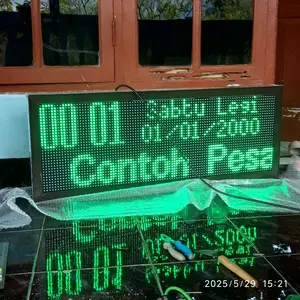 00 01 Sabtu Legi
01/01/2000
Contoh Pesa
2025/5/29 15:21